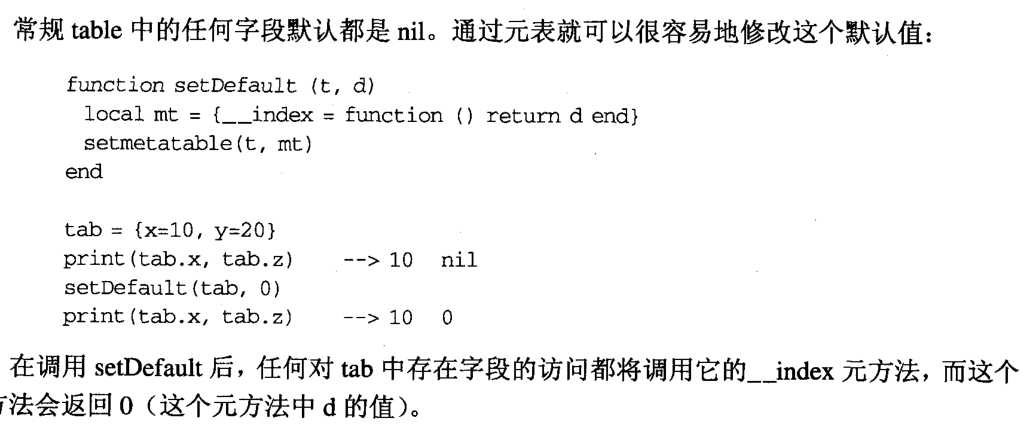 常规 table 中的任何字段默认都是 nil。通过元表就可以很容易地修改这个默认值：
function setDefault (t, d)
local mt = {__index = function () return d end}
setmetatable(t, mt)
end
tab = {x=10, y=20}
print(tab.x, tab.z) --> 10 nil
setDefault(tab, 0)
print(tab.x, tab.z) --> 10 0
在调用 setDefault 后，任何对 tab 中存在字段的访问都将调用它的__index 元方法，而这个
方法会返回 0（这个元方法中 d 的值）。